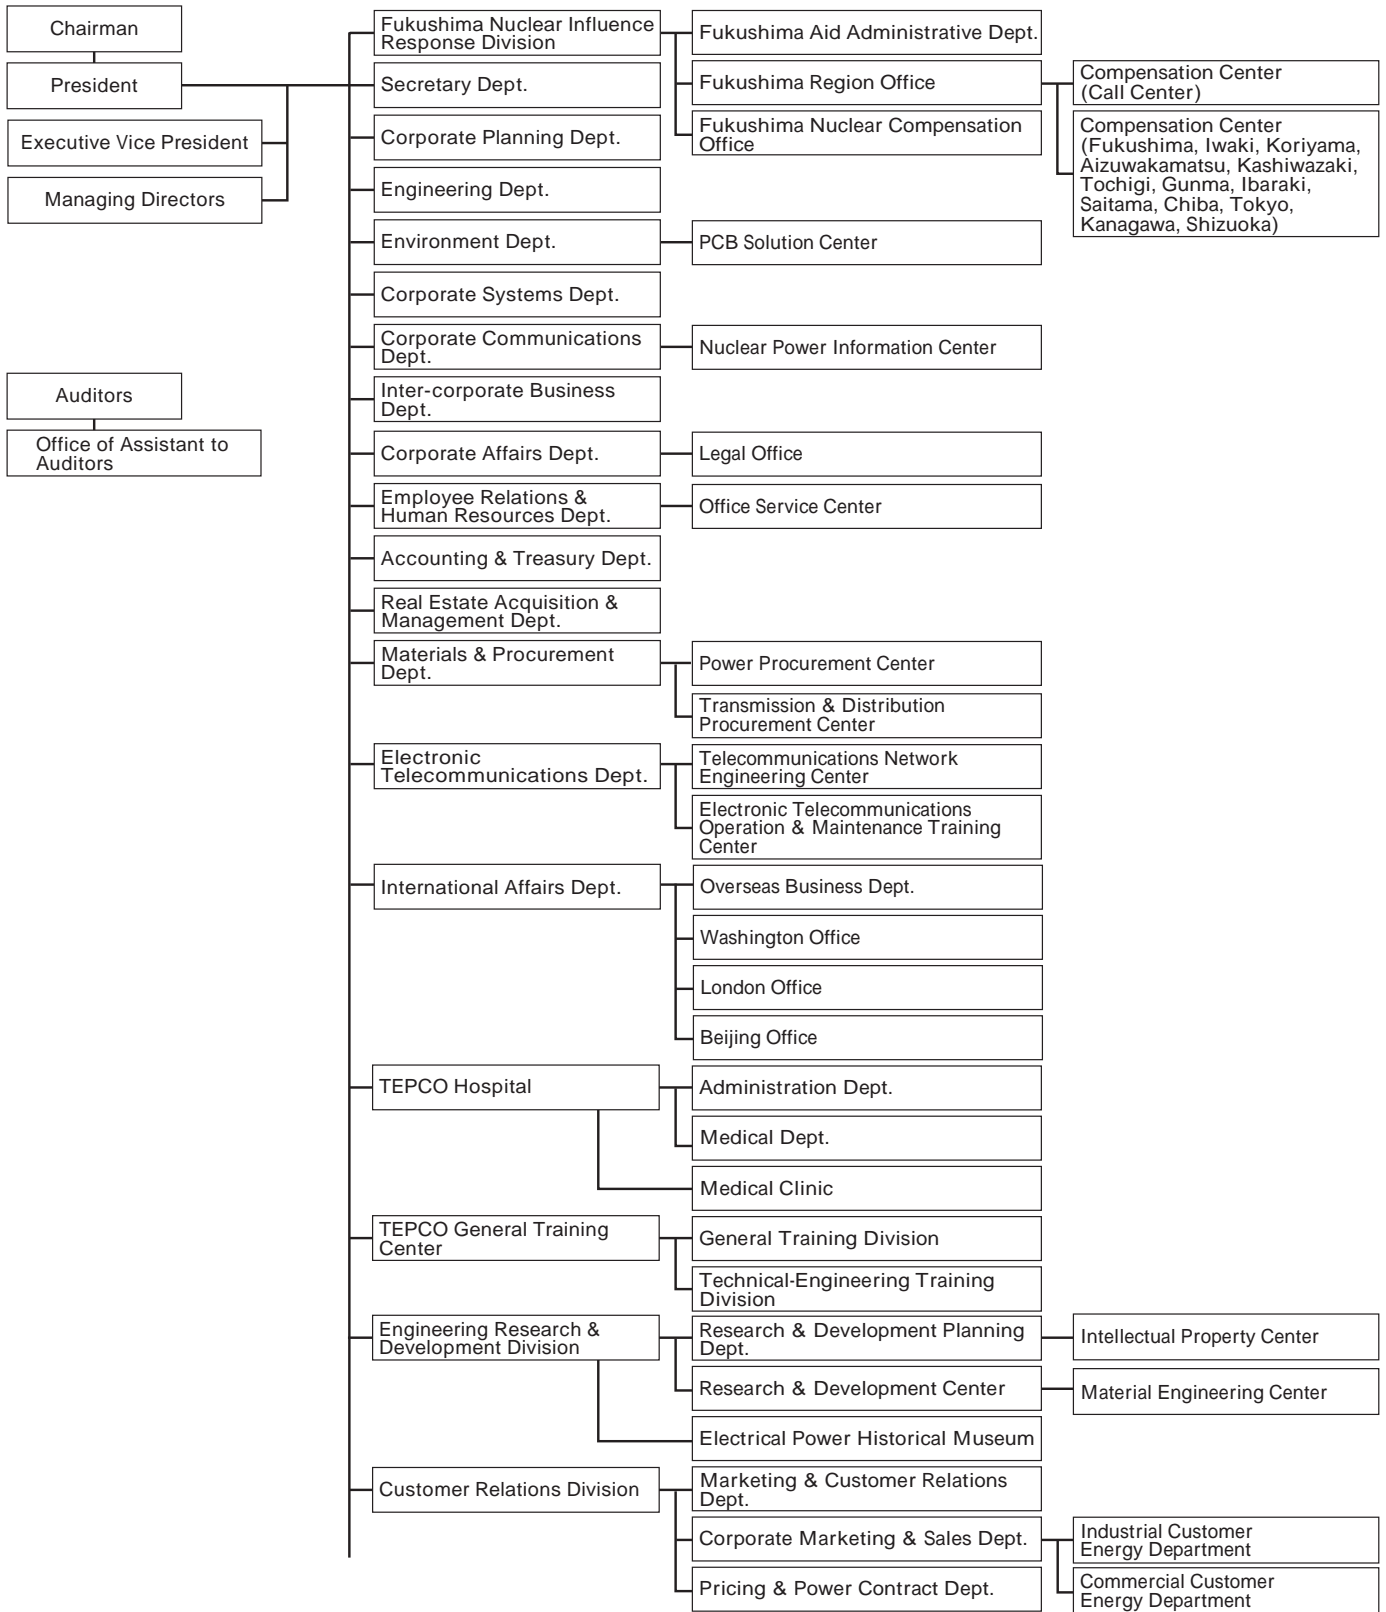 Chairman
President
Executive Vice President
Managing Directors
Auditors
Office of Assistant to
Auditors
Fukushima Nuclear Influence
Response Division
Fukushima Aid Administrative Dept.
Fukushima Region Office
Compensation Center
(Call Center)
Compensation Center
(Fukushima, Iwaki, Koriyama,
Aizuwakamatsu, Kashiwazaki,
Tochigi, Gunma, Ibaraki,
Saitama, Chiba, Tokyo,
Kanagawa, Shizuoka)
Fukushima Nuclear Compensation
Office
Secretary Dept.
Corporate Planning Dept.
Engineering Dept.
Environment Dept.
PCB Solution Center
Corporate Systems Dept.
Corporate Communications
Dept.
Nuclear Power Information Center
Inter-corporate Business
Dept.
Corporate Affairs Dept.
Legal Office
Employee Relations &
Human Resources Dept.
Office Service Center
Accounting & Treasury Dept.
Real Estate Acquisition &
Management Dept.
Materials & Procurement
Dept.
Power Procurement Center
Transmission & Distribution
Procurement Center
Electronic
Telecommunications Dept.
Telecommunications Network
Engineering Center
Electronic Telecommunications
Operation & Maintenance Training
Center
International Affairs Dept.
Overseas Business Dept.
Washington Office
London Office
Beijing Office
TEPCO Hospital
Administration Dept.
Medical Dept.
Medical Clinic
TEPCO General Training
Center
General Training Division
Technical-Engineering Training
Division
Engineering Research &
Development Division
Research & Development Planning
Dept.
Intellectual Property Center
Research & Development Center
Material Engineering Center
Electrical Power Historical Museum
Customer Relations Division
Marketing & Customer Relations
Dept.
Corporate Marketing & Sales Dept.
Industrial Customer
Energy Department
Commercial Customer
Energy Department
Pricing & Power Contract Dept.